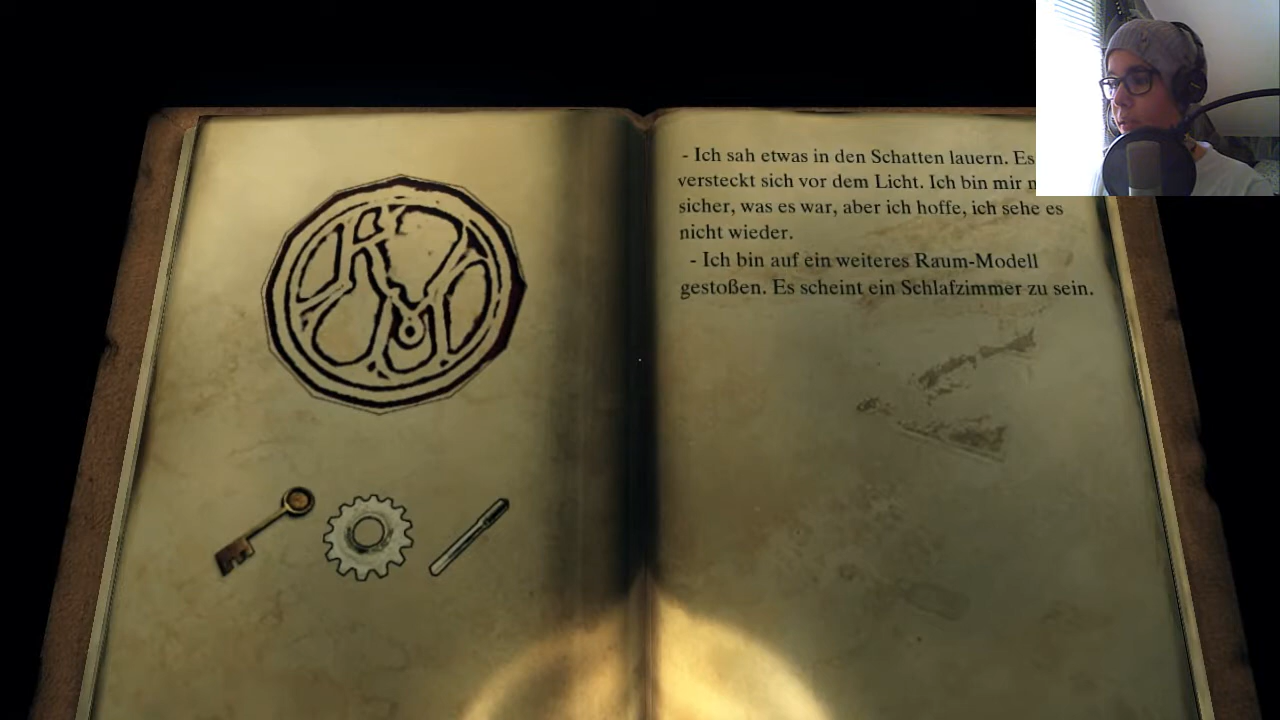 - Ich sah etwas in den Schatten lauern. Es
versteckt sich vor dem Licht. Ich bin mir
sicher, was es war, aber ich hoffe, ich sehe es
nicht wieder.
- Ich bin auf ein weiteres Raum-Modell
gestoßen. Es scheint ein Schlafzimmer zu sein.